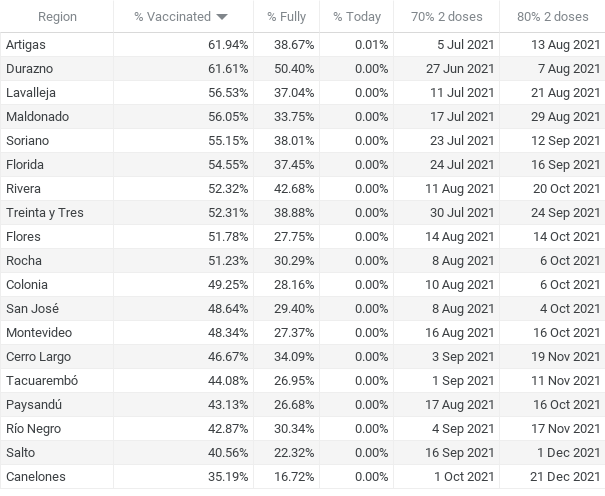 Region % Vaccinated % Fully % Today 70% 2 doses 80% 2 doses
Artigas 61.94% 38.67% 0.01% 5 Jul 2021 13 Aug 2021
Durazno 61.61% 50.40% 0.00% 27 Jun 2021 7 Aug 2021
Lavalleja 56.53% 37.04% 0.00% 11 Jul 2021 21 Aug 2021
Maldonado 56.05% 33.75% 0.00% 17 Jul 2021 29 Aug 2021
Soriano 55.15% 38.01% 0.00% 23 Jul 2021 12 Sep 2021
Florida 54.55% 37.45% 0.00% 24 Jul 2021 16 Sep 2021
Rivera 52.32% 42.68% 0.00% 11 Aug 2021 20 Oct 2021
Treinta y Tres 52.31% 38.88% 0.00% 30 Jul 2021 24 Sep 2021
Flores 51.78% 27.75% 0.00% 14 Aug 2021 14 Oct 2021
Rocha 51.23% 30.29% 0.00% 8 Aug 2021 6 Oct 2021
Colonia 49.25% 28.16% 0.00% 10 Aug 2021 6 Oct 2021
San José 48.64% 29.40% 0.00% 8 Aug 2021 4 Oct 2021
Montevideo 48.34% 27.37% 0.00% 16 Aug 2021 16 Oct 2021
Cerro Largo 46.67% 34.09% 0.00% 3 Sep 2021 19 Nov 2021
Tacuarembó 44.08% 26.95% 0.00% 1 Sep 2021 11 Nov 2021
Paysandú 43.13% 26.68% 0.00% 17 Aug 2021 16 Oct 2021
Río Negro 42.87% 30.34% 0.00% 4 Sep 2021 17 Nov 2021
Salto 40.56% 22.32% 0.00% 16 Sep 2021 1 Dec 2021
Canelones 35.19% 16.72% 0.00% 1 Oct 2021 21 Dec 2021